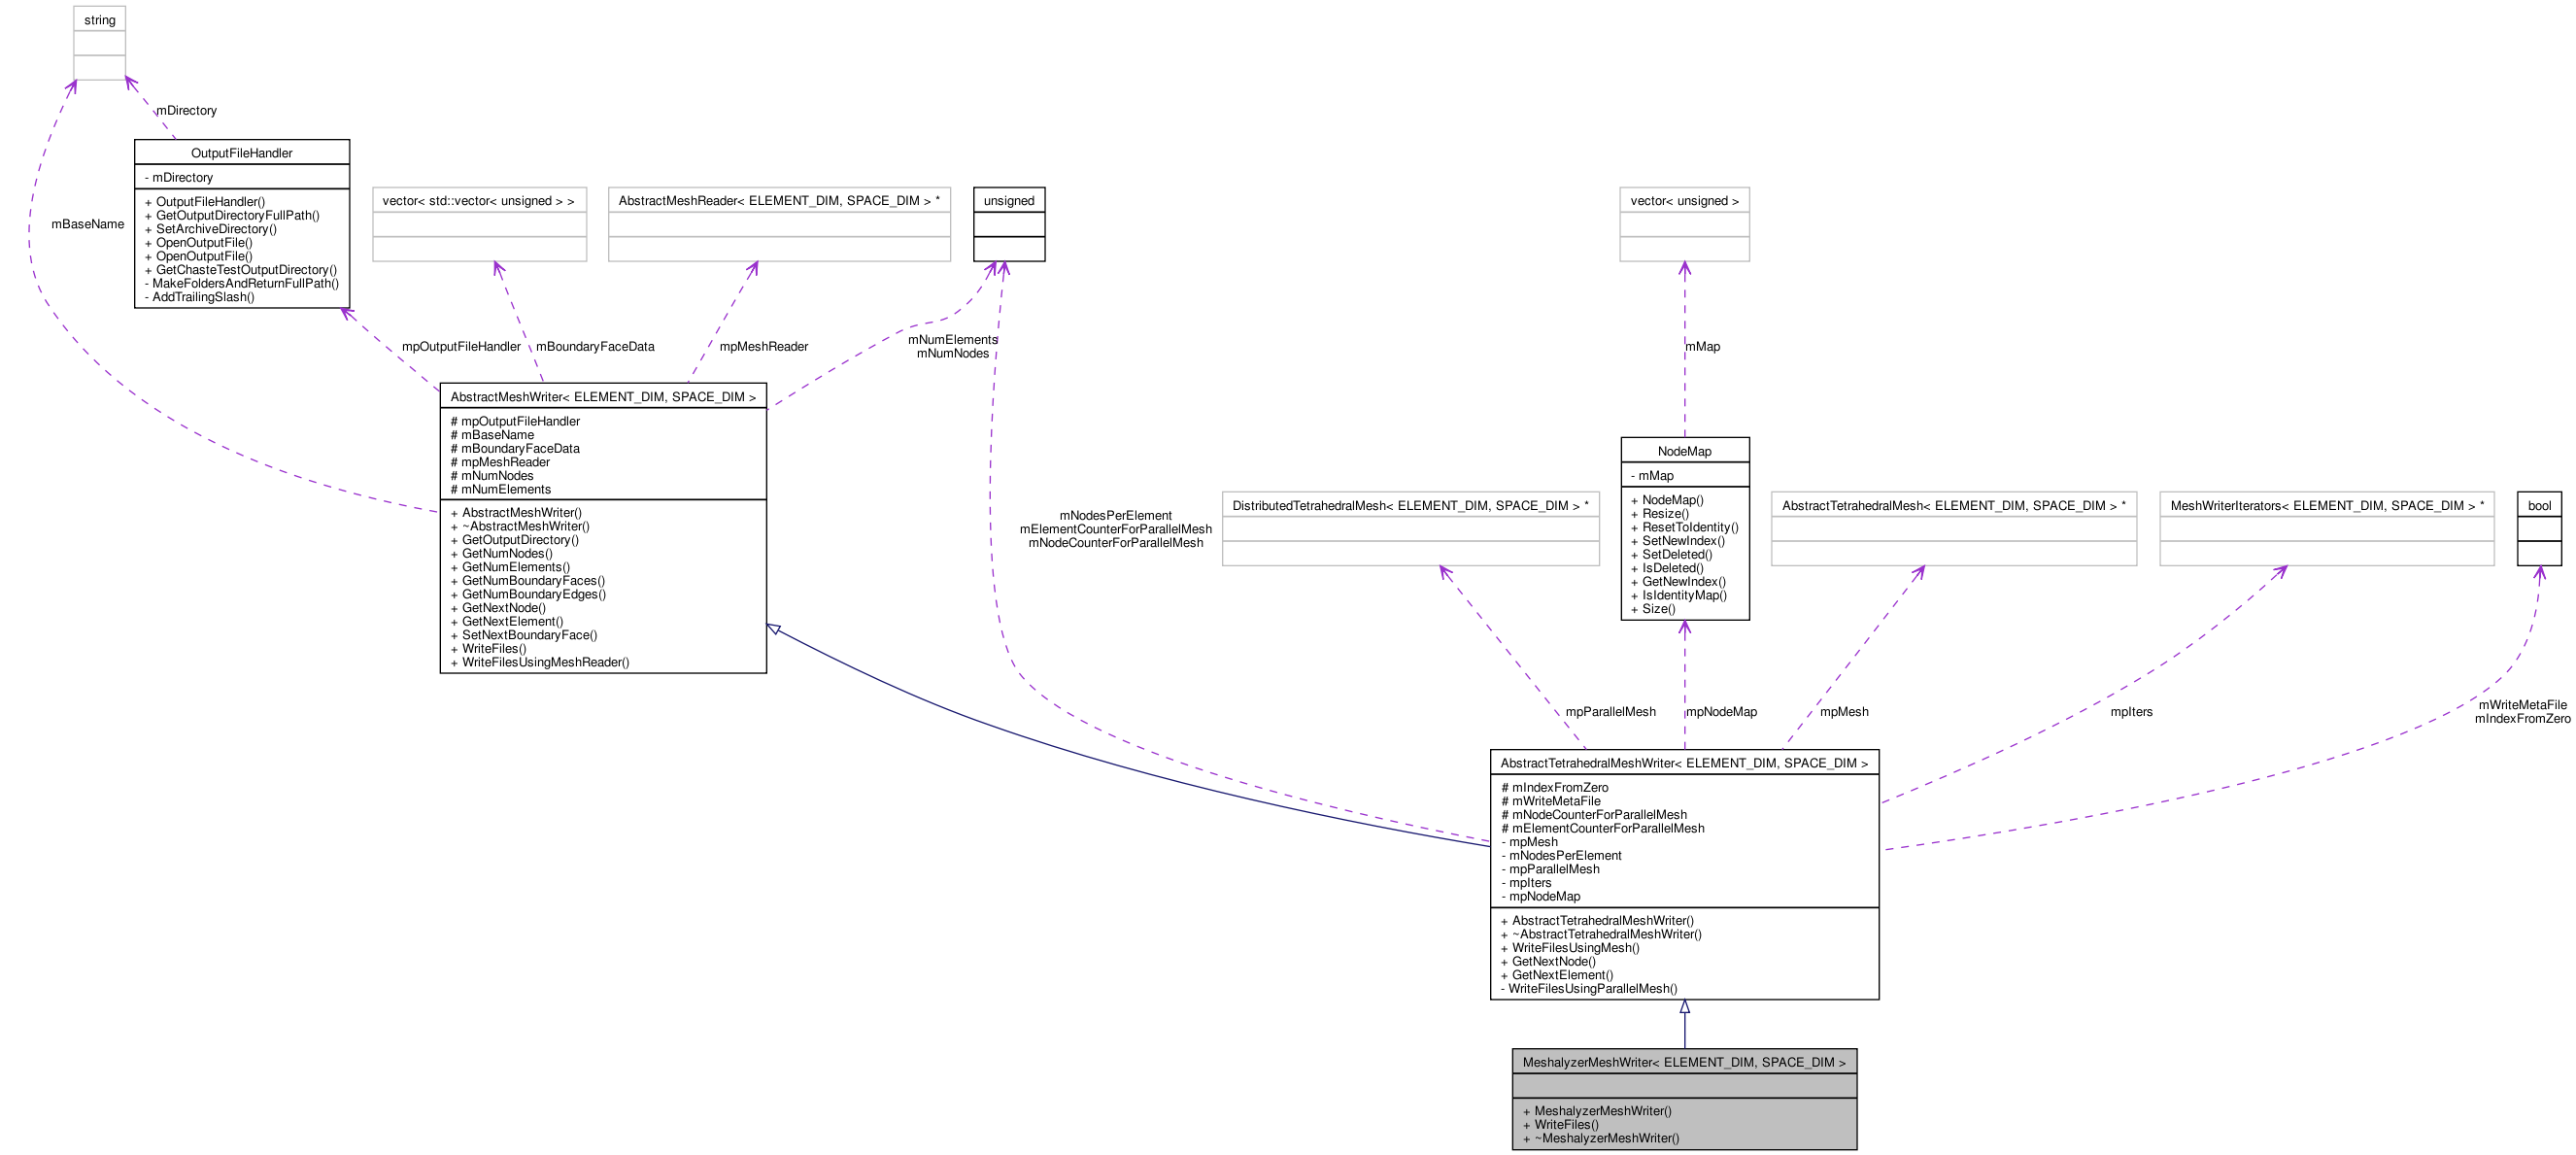 string
mDirectory
OutputFileHandler
- mDirectory
+ OutputFileHandler()
+ GetOutputDirectoryFullPath()
+ SetArchiveDirectory()
+ OpenOutputFile()
+ OpenOutputFile()
+ GetChasteTestOutputDirectory()
- MakeFoldersAndReturnFullPath()
- AddTrailingSlash()
mBaseName
vector< std::vector< unsigned > >
AbstractMeshReader< ELEMENT_DIM, SPACE_DIM > *
unsigned
vector< unsigned >
mpOutputFileHandler
mBoundaryFaceData
mpMeshReader
mNumElements
mNumNodes
mMap
AbstractMeshWriter< ELEMENT_DIM, SPACE_DIM >
# mpOutputFileHandler
# mBaseName
# mBoundaryFaceData
# mpMeshReader
# mNumNodes
# mNumElements
+ AbstractMeshWriter()
+ ~AbstractMeshWriter()
+ GetOutputDirectory()
+ GetNumNodes()
+ GetNumElements()
+ GetNumBoundaryFaces()
+ GetNumBoundaryEdges()
+ GetNextNode()
+ GetNextElement()
+ SetNextBoundaryFace()
+ WriteFiles()
+ WriteFilesUsingMeshReader()
mNodesPerElement
mElementCounterForParallelMesh
mNodeCounterForParallelMesh
DistributedTetrahedralMesh< ELEMENT_DIM, SPACE_DIM > *
NodeMap
- mMap
+ NodeMap()
+ Resize()
+ ResetToIdentity()
+ SetNewIndex()
+ SetDeleted()
+ IsDeleted()
+ GetNewIndex()
+ IsIdentityMap()
+ Size()
AbstractTetrahedralMesh< ELEMENT_DIM, SPACE_DIM > *
MeshWriterIterators< ELEMENT_DIM, SPACE_DIM > *
bool
mpParallelMesh
mpNodeMap
mpMesh
mpIters
mWriteMetaFile
mIndexFromZero
AbstractTetrahedralMeshWriter< ELEMENT_DIM, SPACE_DIM >
# mIndexFromZero
# mWriteMetaFile
# mNodeCounterForParallelMesh
# mElementCounterForParallelMesh
- mpMesh
- mNodesPerElement
- mpParallelMesh
- mpIters
- mpNodeMap
+ AbstractTetrahedralMeshWriter()
+ ~AbstractTetrahedralMeshWriter()
+ WriteFilesUsingMesh()
+ GetNextNode()
+ GetNextElement()
- WriteFilesUsingParallelMesh()
MeshalyzerMeshWriter< ELEMENT_DIM, SPACE_DIM >
+ MeshalyzerMeshWriter()
+ WriteFiles()
+ ~MeshalyzerMeshWriter()